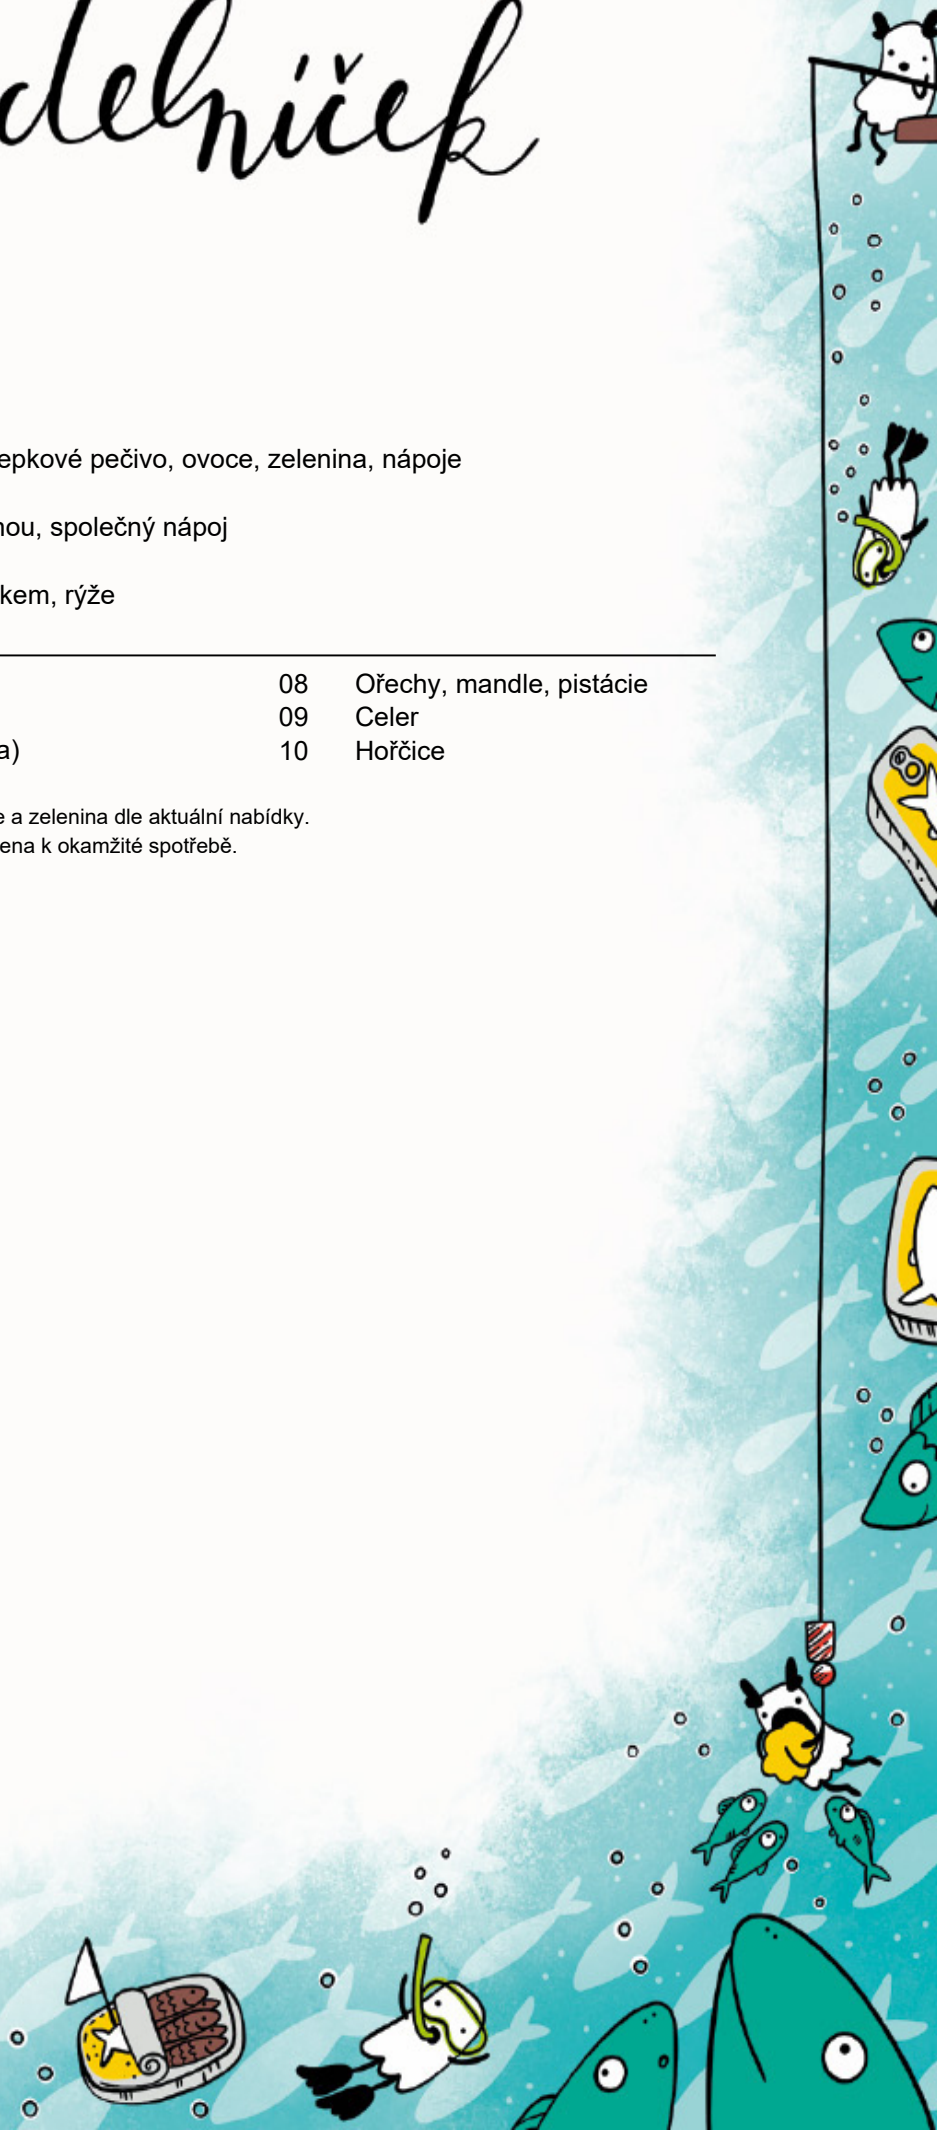 delníček
epkové pečivo, ovoce, zelenina, nápoje
nou, společný nápoj
kem, rýže
08 Ořechy, mandle, pistácie
09 Celer
a) 10 Hořčice
e a zelenina dle aktuální nabídky.
ena k okamžité spotřebě.